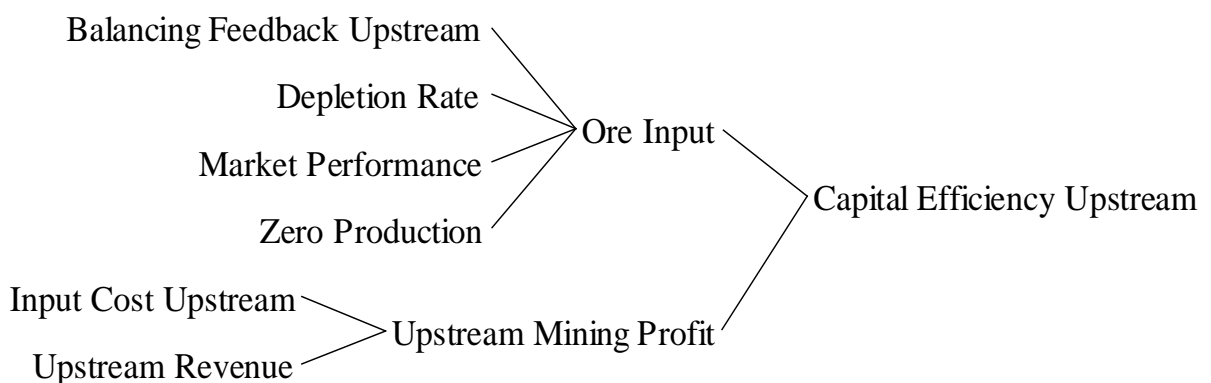 Balancing Feedback Upstream
Depletion Rate
Ore Input
Market Performance
Capital Efficiency Upstream
Zero Production
Input Cost Upstream
Upstream Mining Profit
Upstream Revenue